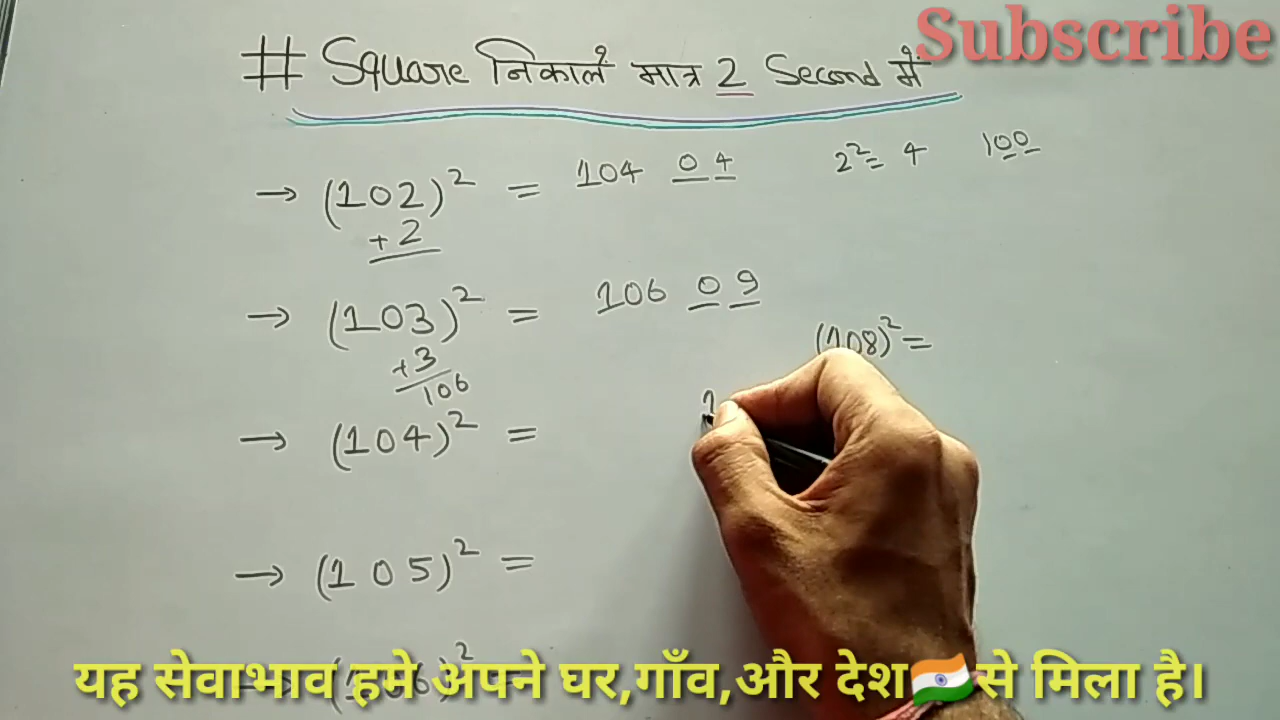 Subscribe
# Square निकालें मात्र 2 Second में
→ (102)² = 104 04 2² = 4 100
+2
→ (103)² = 106 09
+3
106
(108)² =
1
→ (104)² =
→ (105)² =
यह सेवाभाव हमे अपने घर,गाँव,और देश🇮🇳से मिला है।